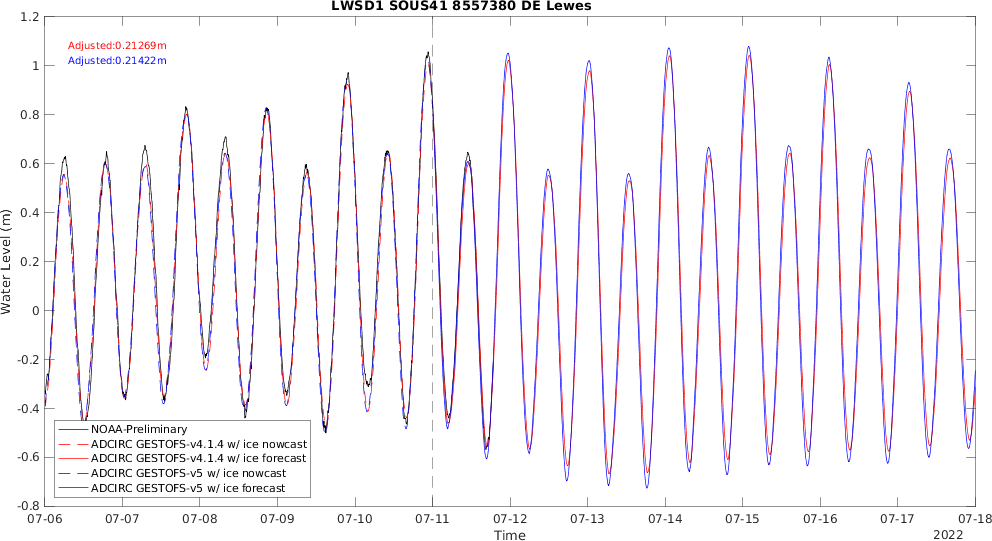 LWSD1 SOUS41 8557380 DE Lewes
Adjusted:0.21269m
Adjusted:0.21422m
Water Level (m)
1.2
1
0.8
0.6
0.4
0.2
0
-0.2
-0.4
-0.6
-0.8
NOAA-Preliminary
ADCIRC GESTOFS-v4.1.4 w/ ice nowcast
ADCIRC GESTOFS-v4.1.4 w/ ice forecast
ADCIRC GESTOFS-v5 w/ ice nowcast
ADCIRC GESTOFS-v5 w/ ice forecast
07-06 07-07 07-08 07-09 07-10 07-11 07-12 07-13 07-14 07-15 07-16 07-17 07-18
Time
2022